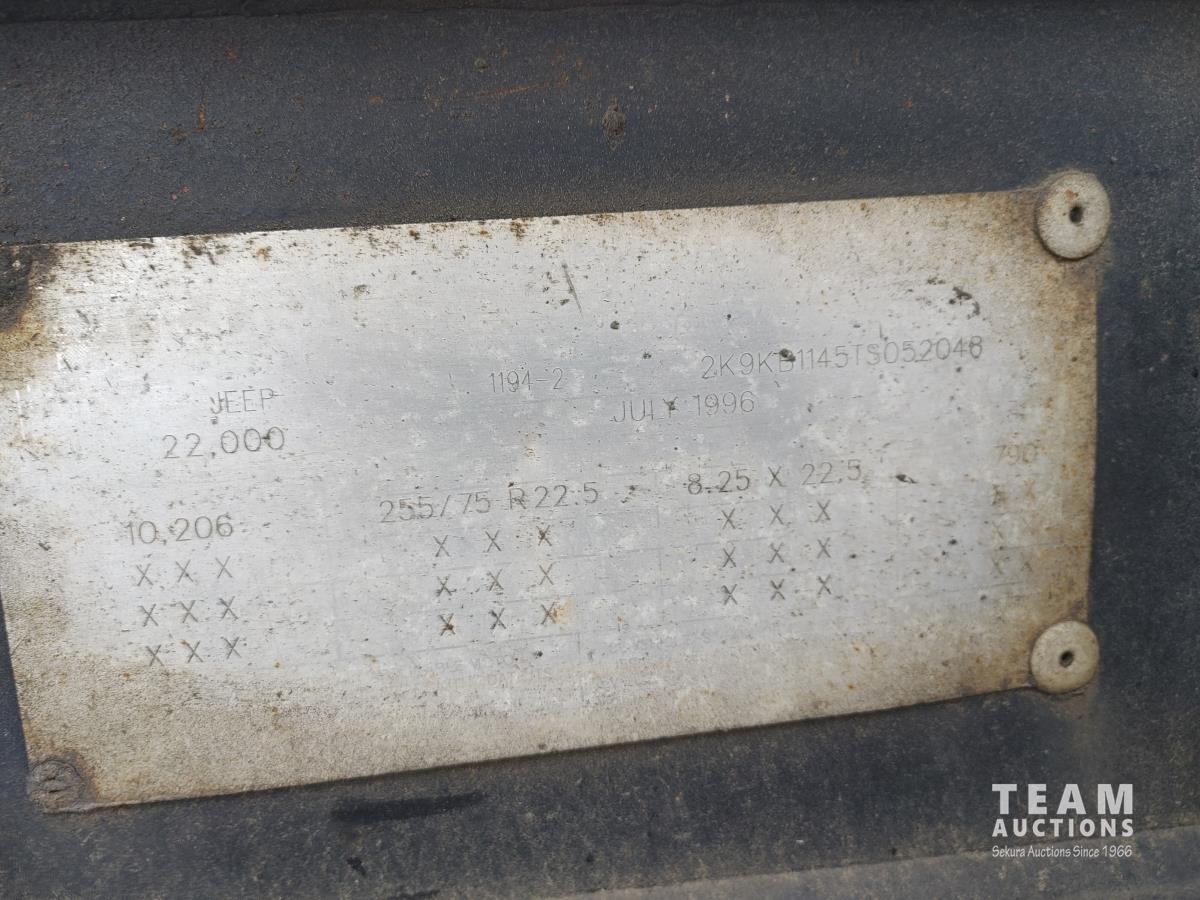 JEEP 1194-2 2K9KB1145TS052048
22,000 JULY 1996
10,206 255/75 R22.5 8.25 X 22.5 790
X X X X X X X X X X X
X X X X X X X X X X X
X X X X X X X X X X X
TEAM
AUCTIONS
Sekura Auctions Since 1966